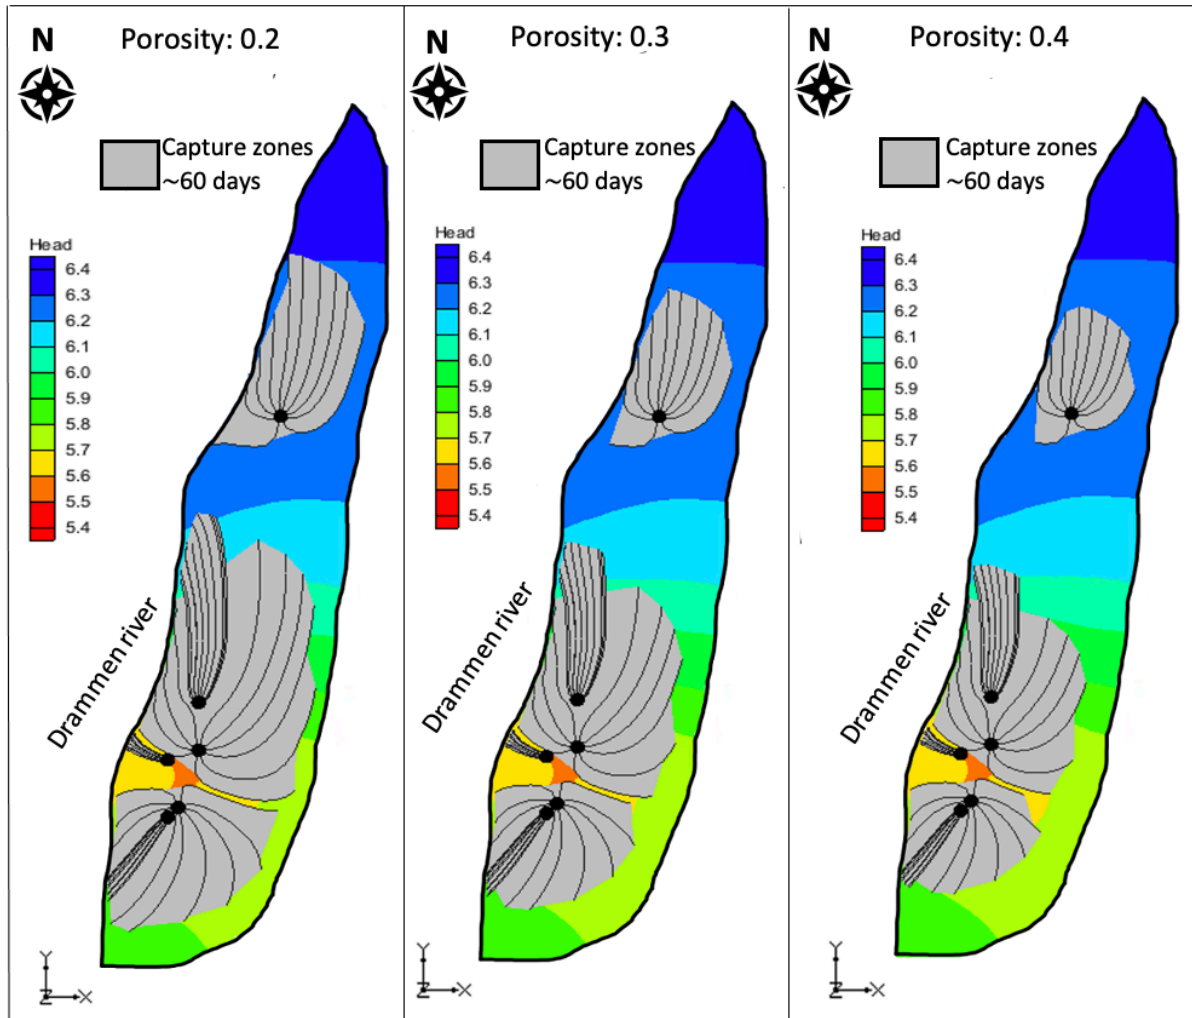 Porosity: 0.2
N
Capture zones
~60 days
Head
6.4
6.3
6.2
6.1
6.0
5.9
5.8
5.7
5.6
5.5
5.4
Drammen river
Y
Z
X
Porosity: 0.3
N
Capture zones
~60 days
Head
6.4
6.3
6.2
6.1
6.0
5.9
5.8
5.7
5.6
5.5
5.4
Drammen river
Y
Z
X
Porosity: 0.4
N
Capture zones
~60 days
Head
6.4
6.3
6.2
6.1
6.0
5.9
5.8
5.7
5.6
5.5
5.4
Drammen river
Y
Z
X